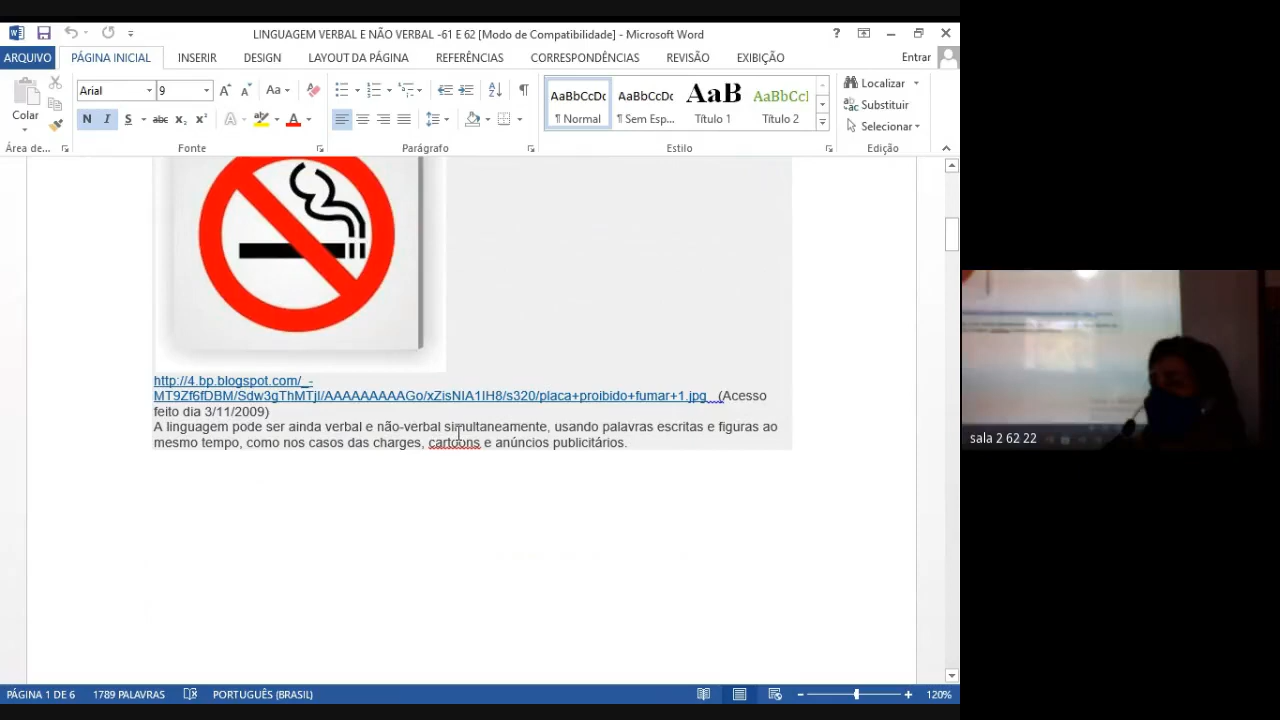 LINGUAGEM VERBAL E NÃO VERBAL -61 E 62 [Modo de Compatibilidade] - Microsoft Word
ARQUIVO PÁGINA INICIAL INSERIR DESIGN LAYOUT DA PÁGINA REFERÊNCIAS CORRESPONDÊNCIAS REVISÃO EXIBIÇÃO Entrar
Colar
Arial 9
N I S abc x₂ x²
Aa
AaBbCcDc AaBbCcDc AaB AaBbCcI
¶ Normal ¶ Sem Esp... Título 1 Título 2
Localizar
Substituir
Selecionar
Área de... Fonte Parágrafo Estilo Edição
http://4.bp.blogspot.com/_-
MT9Zf6fDBM/Sdw3gThMTjI/AAAAAAAAAGo/xZisNIA1IH8/s320/placa+proibido+fumar+1.jpg (Acesso
feito dia 3/11/2009)
A linguagem pode ser ainda verbal e não-verbal simultaneamente, usando palavras escritas e figuras ao
mesmo tempo, como nos casos das charges, cartoons e anúncios publicitários.
sala 2 62 22
PÁGINA 1 DE 6 1789 PALAVRAS PORTUGUÊS (BRASIL) 120%